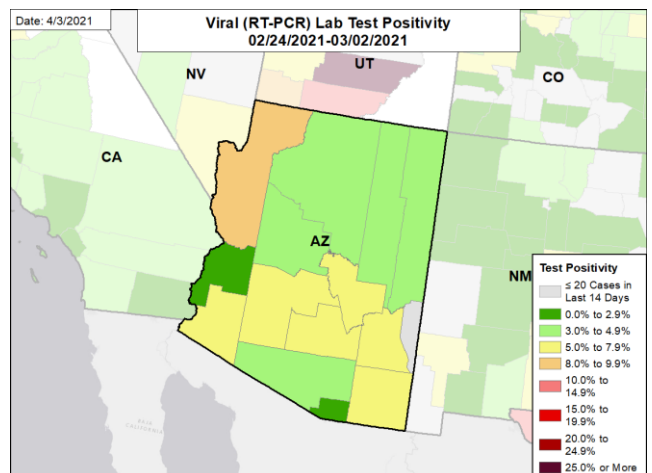 Date: 4/3/2021
Viral (RT-PCR) Lab Test Positivity
02/24/2021-03/02/2021
UT
NV
CO
CA
AZ
NM
Test Positivity
≤ 20 Cases in
Last 14 Days
0.0% to 2.9%
3.0% to 4.9%
5.0% to 7.9%
8.0% to 9.9%
10.0% to
14.9%
15.0% to
19.9%
20.0% to
24.9%
25.0% or More
BAJA
CALIFORNIA